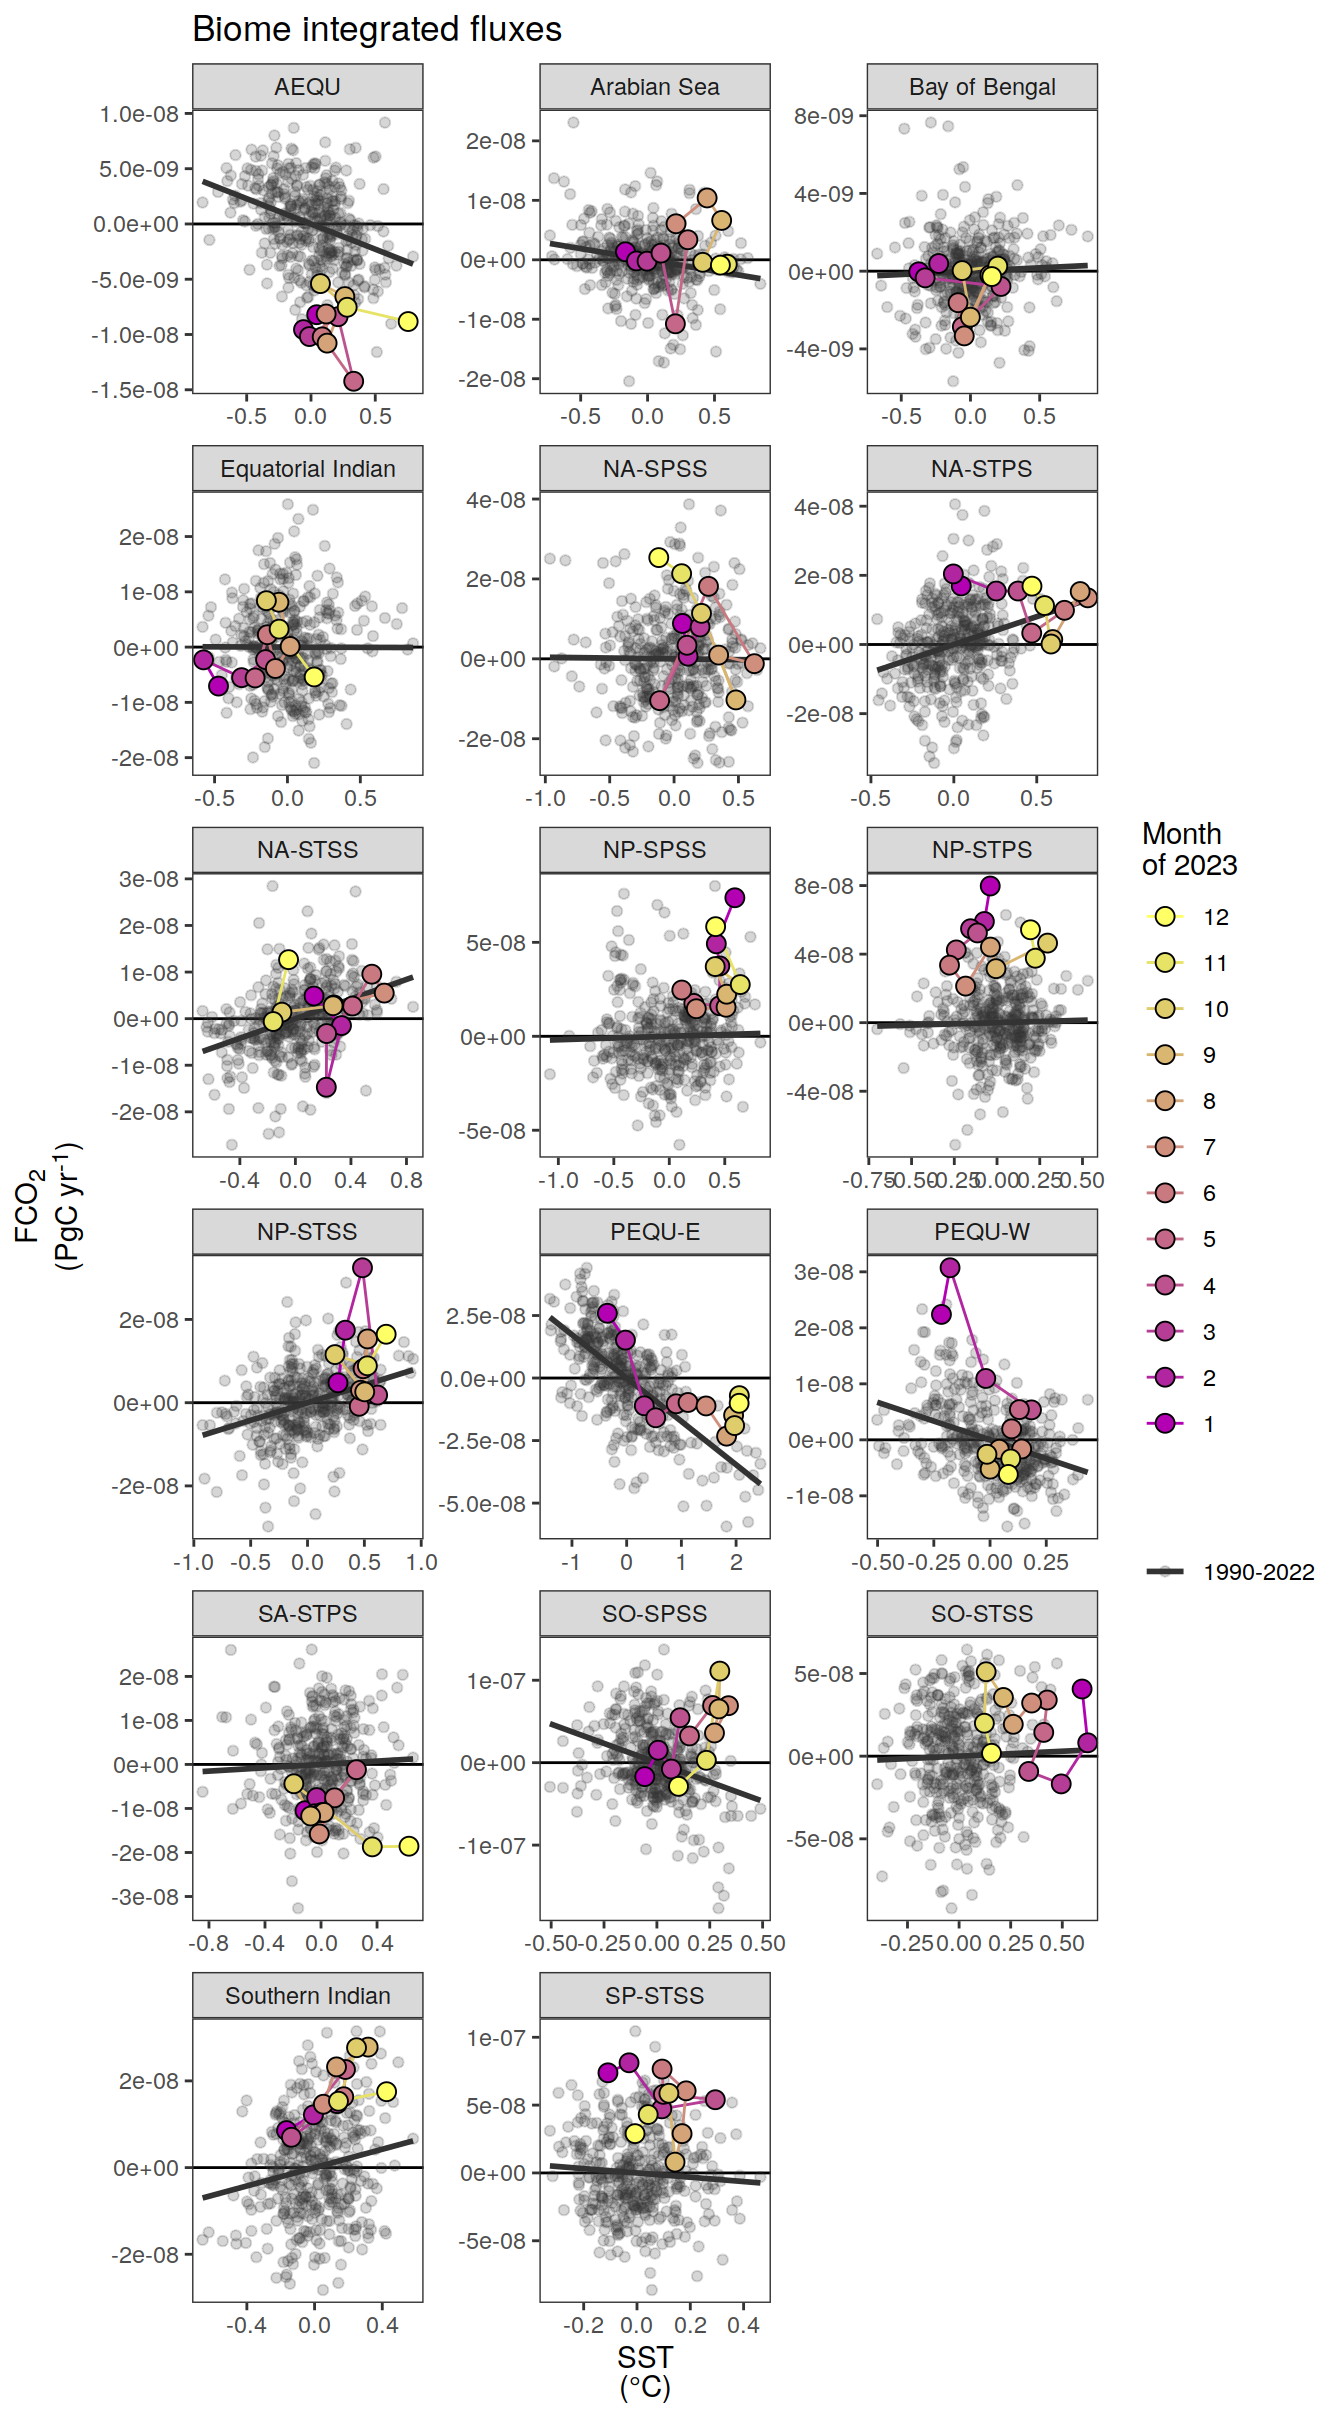 Biome integrated fluxes
AEQU Arabian Sea Bay of Bengal
1.0e-08 5.0e-09 0.0e+00 -5.0e-09 -1.0e-08 -1.5e-08
2e-08 1e-08 0e+00 -1e-08 -2e-08
8e-09 4e-09 0e+00 -4e-09
-0.5 0.0 0.5 -0.5 0.0 0.5 -0.5 0.0 0.5
Equatorial Indian NA-SPSS NA-STPS
2e-08 1e-08 0e+00 -1e-08 -2e-08
4e-08 2e-08 0e+00 -2e-08
4e-08 2e-08 0e+00 -2e-08
-0.5 0.0 0.5 -1.0 -0.5 0.0 0.5 -0.5 0.0 0.5
NA-STSS NP-SPSS NP-STPS
3e-08 2e-08 1e-08 0e+00 -1e-08 -2e-08
5e-08 0e+00 -5e-08
8e-08 4e-08 0e+00 -4e-08
-0.4 0.0 0.4 0.8 -1.0 -0.5 0.0 0.5 -0.75 -0.50 -0.25 0.00 0.25 0.50
NP-STSS PEQU-E PEQU-W
2e-08 0e+00 -2e-08
2.5e-08 0.0e+00 -2.5e-08 -5.0e-08
3e-08 2e-08 1e-08 0e+00 -1e-08
-1.0 -0.5 0.0 0.5 1.0 -1 0 1 2 -0.50 -0.25 0.00 0.25
SA-STPS SO-SPSS SO-STSS
2e-08 1e-08 0e+00 -1e-08 -2e-08 -3e-08
1e-07 0e+00 -1e-07
5e-08 0e+00 -5e-08
-0.8 -0.4 0.0 0.4 -0.50 -0.25 0.00 0.25 0.50 -0.25 0.00 0.25 0.50
Southern Indian SP-STSS
2e-08 0e+00 -2e-08
1e-07 5e-08 0e+00 -5e-08
-0.4 0.0 0.4 -0.2 0.0 0.2 0.4
SST
(°C)
FCO₂
(PgC yr⁻¹)
Month
of 2023
12
11
10
9
8
7
6
5
4
3
2
1
1990-2022